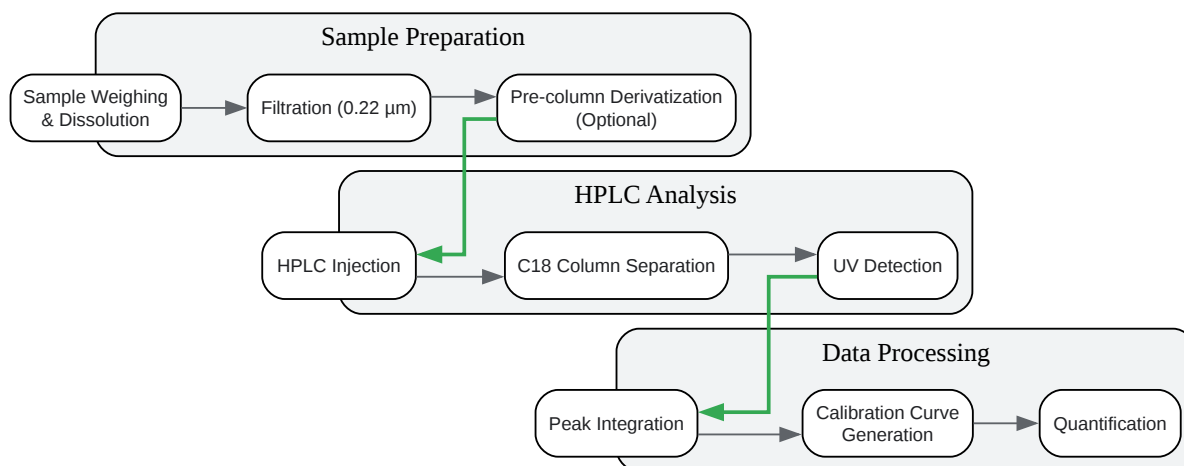 Sample Preparation
Sample Weighing
& Dissolution
Filtration (0.22 µm)
Pre-column Derivatization
(Optional)
HPLC Analysis
HPLC Injection
C18 Column Separation
UV Detection
Data Processing
Peak Integration
Calibration Curve
Generation
Quantification